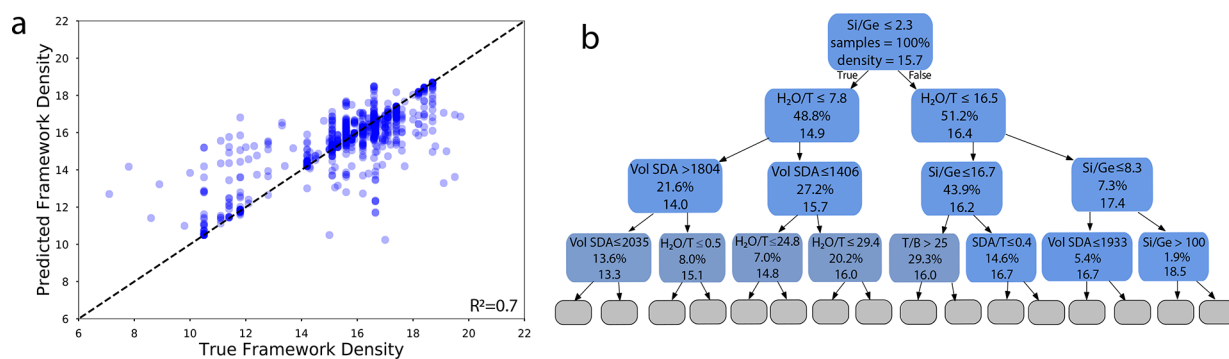 a
Predicted Framework Density
22
20
18
16
14
12
10
8
6
6
8
10
12
14
16
18
20
22
R²=0.7
True Framework Density
b
Si/Ge ≤ 2.3
samples = 100%
density = 15.7
True
False
H₂O/T ≤ 7.8
48.8%
14.9
H₂O/T ≤ 16.5
51.2%
16.4
Vol SDA >1804
21.6%
14.0
Vol SDA ≤1406
27.2%
15.7
Si/Ge≤16.7
43.9%
16.2
Si/Ge≤8.3
7.3%
17.4
Vol SDA≤2035
13.6%
13.3
H₂O/T ≤ 0.5
8.0%
15.1
H₂O/T ≤24.8
7.0%
14.8
H₂O/T ≤ 29.4
20.2%
16.0
T/B > 25
29.3%
16.0
SDA/T≤0.4
14.6%
16.7
Vol SDA≤1933
5.4%
16.7
Si/Ge > 100
1.9%
18.5